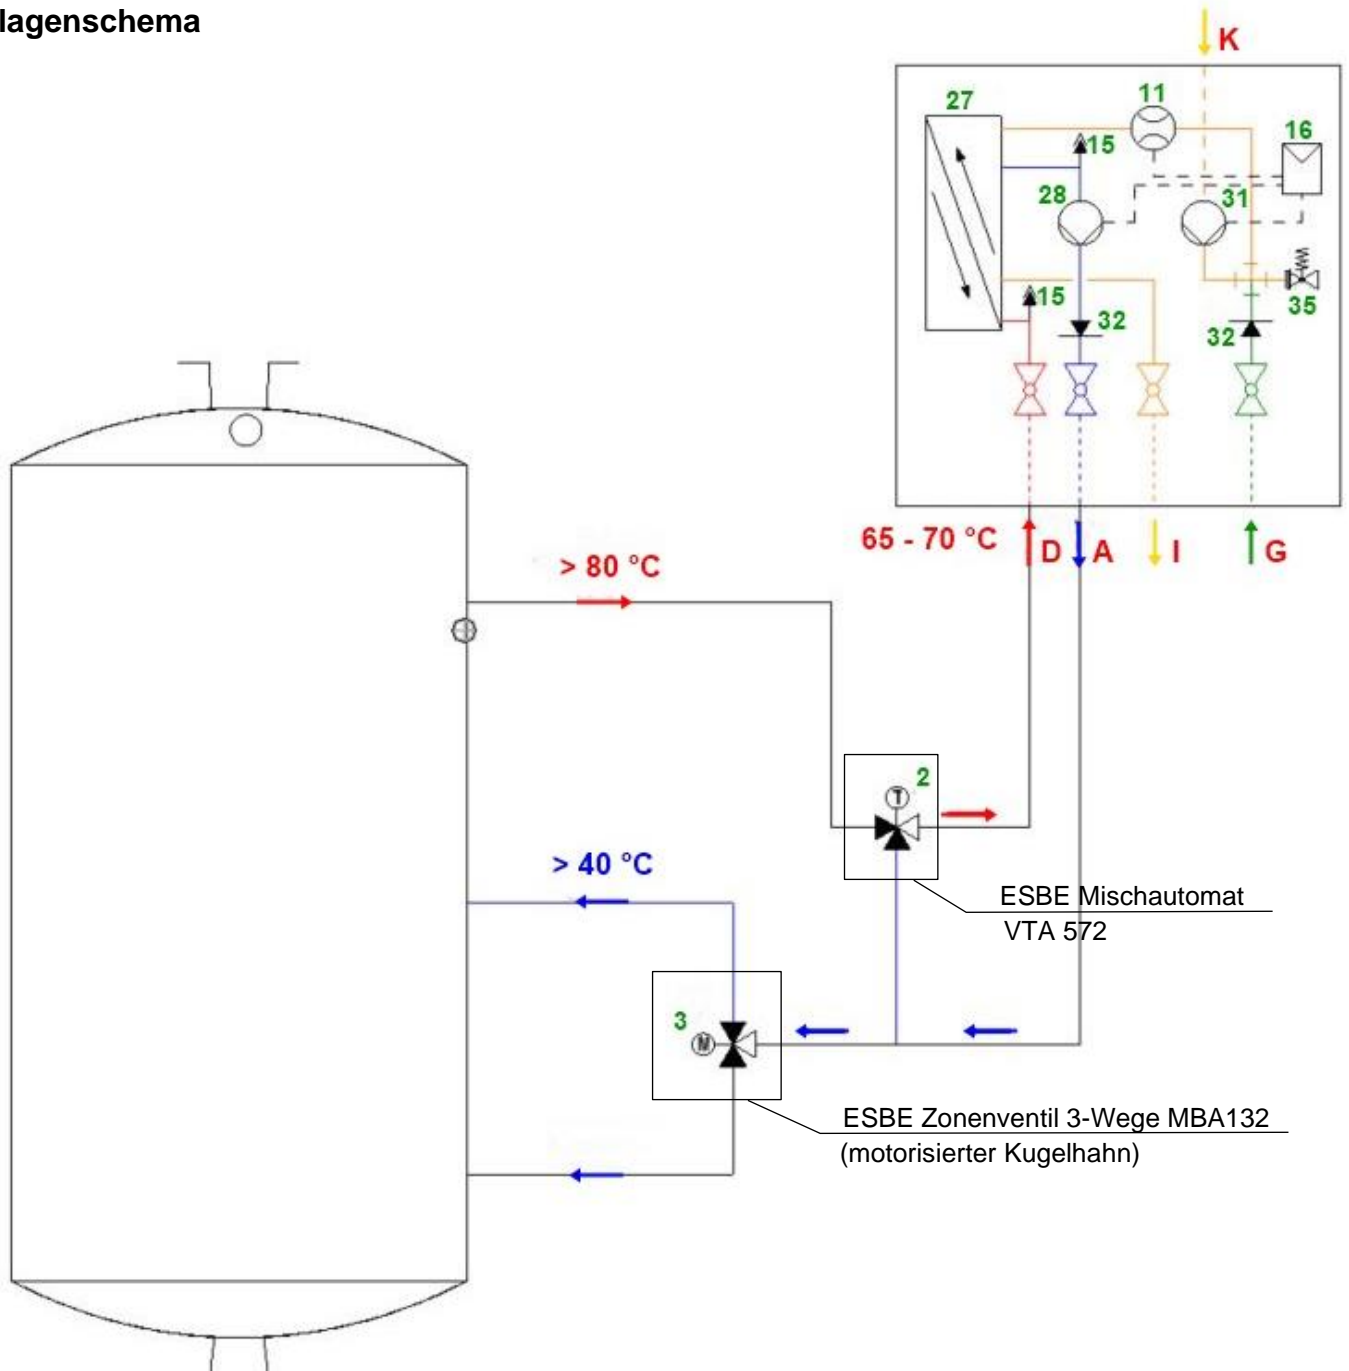 lagenschema
K
27
11
16
15
28
31
15
32
32
35
65 - 70 °C
D
A
I
G
> 80 °C
2
T
> 40 °C
ESBE Mischautomat
VTA 572
3
M
ESBE Zonenventil 3-Wege MBA132
(motorisierter Kugelhahn)